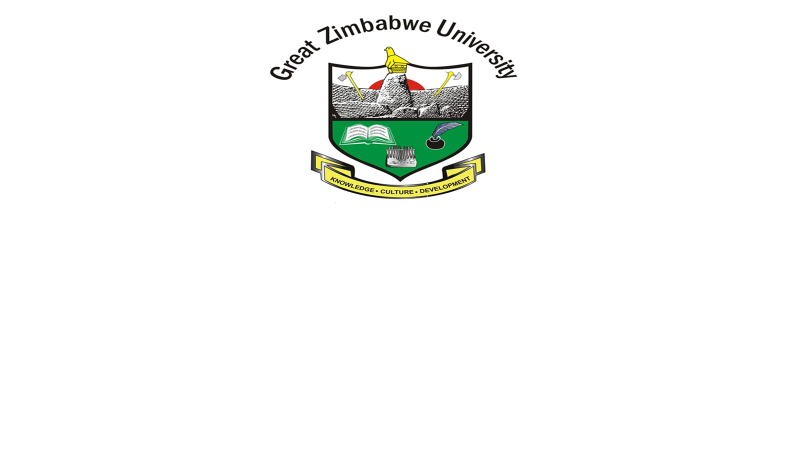 Great Zimbabwe University
KNOWLEDGE • CULTURE • DEVELOPMENT